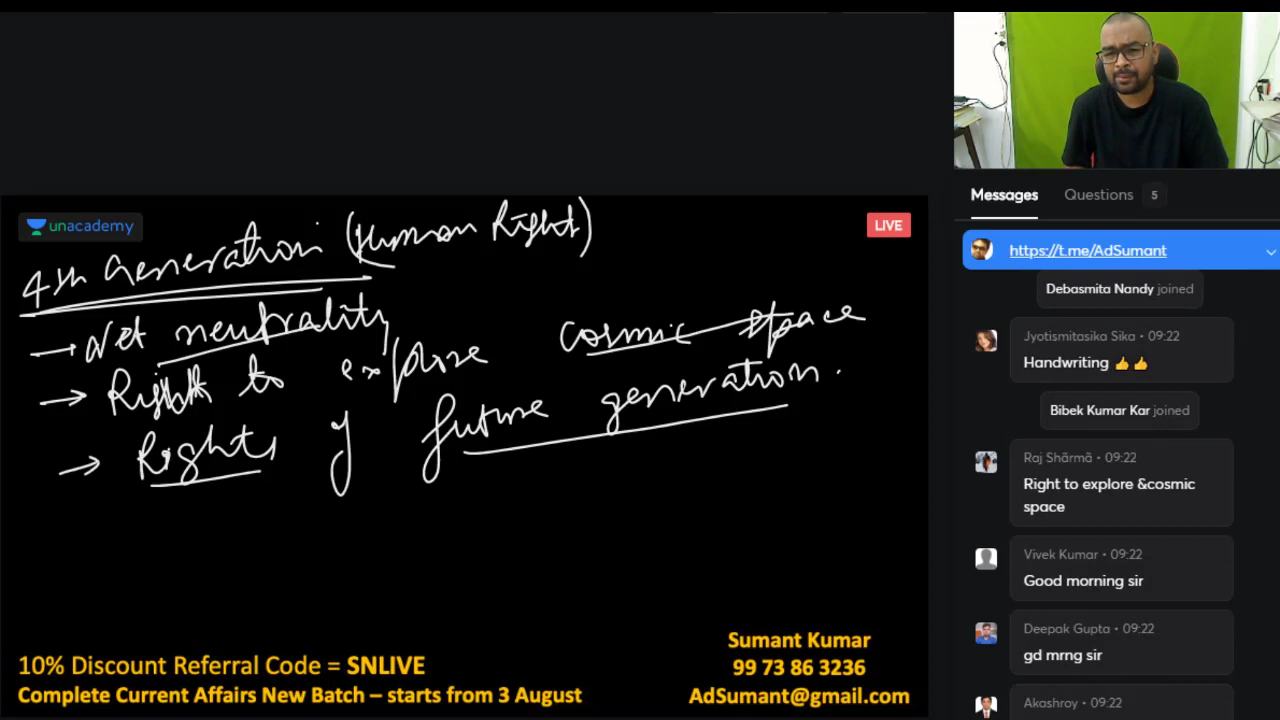 unacademy
LIVE
4th Generation (Human Right)
→ Net neutrality
→ Right to explore cosmic space
→ Rights of future generation.
10% Discount Referral Code = SNLIVE
Complete Current Affairs New Batch – starts from 3 August
Sumant Kumar
99 73 86 3236
AdSumant@gmail.com
Messages
Questions 5
https://t.me/AdSumant
Debasmita Nandy joined
Jyotismitasika Sika • 09:22
Handwriting 👍👍
Bibek Kumar Kar joined
Raj Shārmā • 09:22
Right to explore &cosmic
space
Vivek Kumar • 09:22
Good morning sir
Deepak Gupta • 09:22
gd mrng sir
Akashroy • 09:22